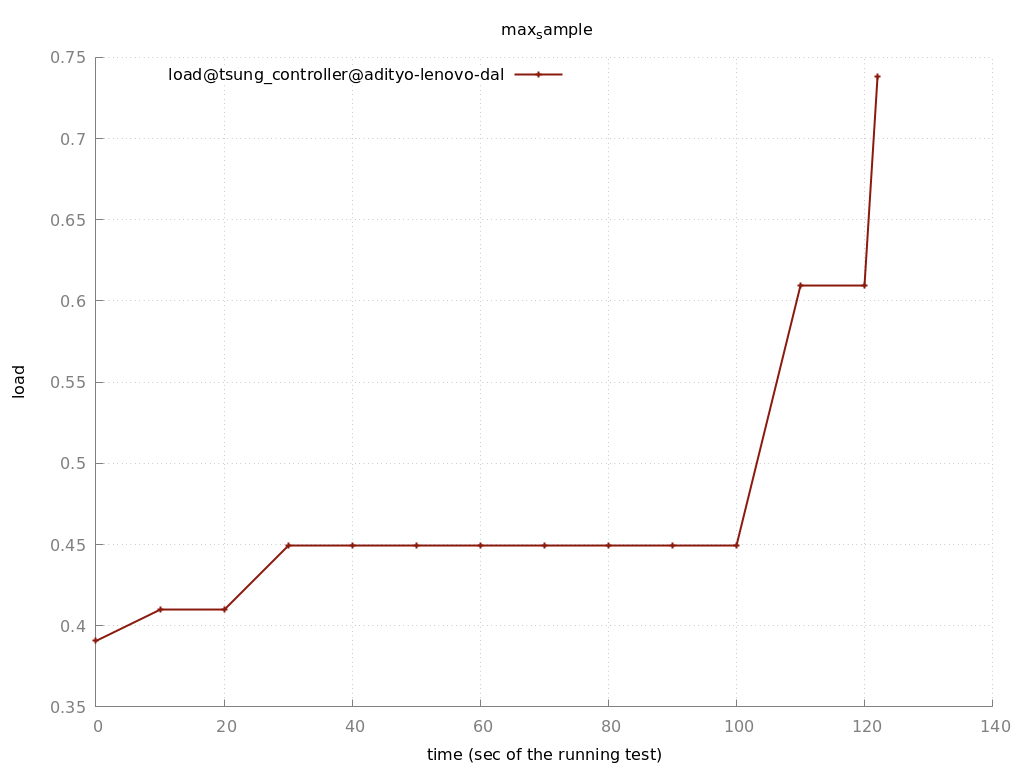 max_sample
load@tsung_controller@adityo-lenovo-dal
0.75
0.7
0.65
0.6
0.55
0.5
0.45
0.4
0.35
load
0 20 40 60 80 100 120 140
time (sec of the running test)